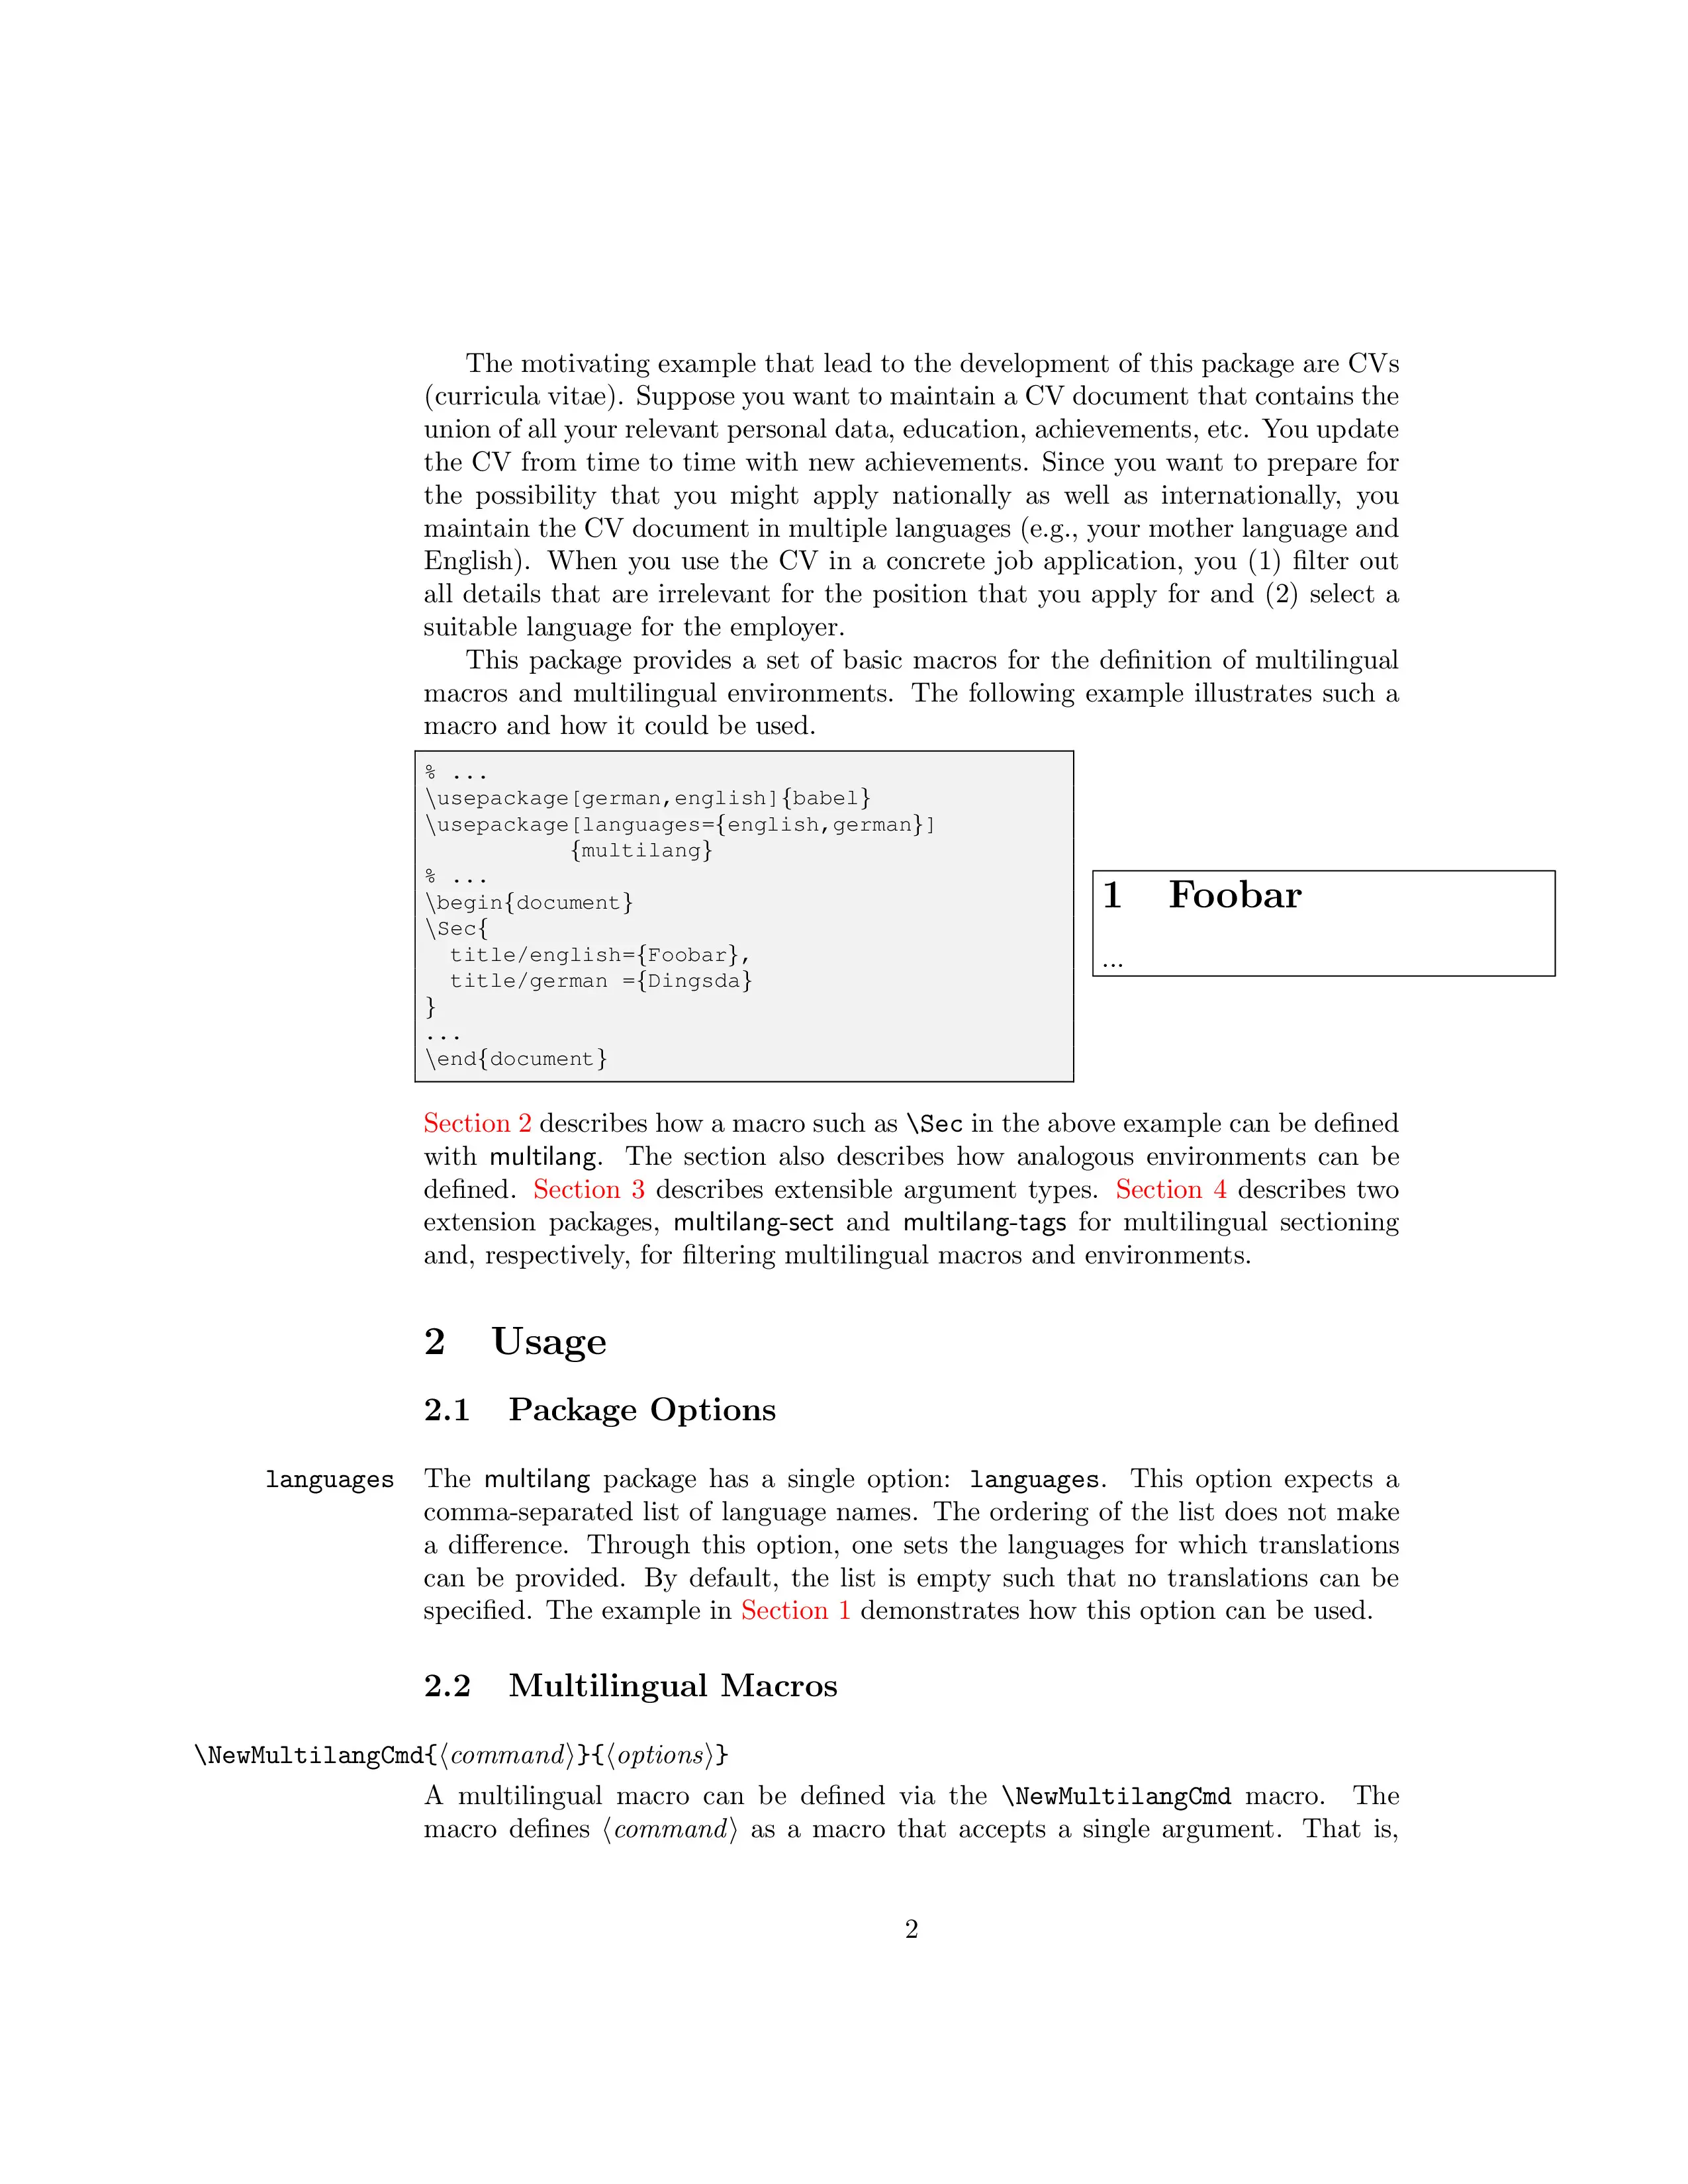 The motivating example that lead to the development of this package are CVs
(curricula vitae). Suppose you want to maintain a CV document that contains the
union of all your relevant personal data, education, achievements, etc. You update
the CV from time to time with new achievements. Since you want to prepare for
the possibility that you might apply nationally as well as internationally, you
maintain the CV document in multiple languages (e.g., your mother language and
English). When you use the CV in a concrete job application, you (1) filter out
all details that are irrelevant for the position that you apply for and (2) select a
suitable language for the employer.
This package provides a set of basic macros for the definition of multilingual
macros and multilingual environments. The following example illustrates such a
macro and how it could be used.
% ...
\usepackage[german,english]{babel}
\usepackage[languages={english,german}]
{multilang}
% ...
\begin{document}
\Sec{
title/english={Foobar},
title/german ={Dingsda}
}
...
\end{document}
1 Foobar
...
Section 2 describes how a macro such as \Sec in the above example can be defined
with multilang. The section also describes how analogous environments can be
defined. Section 3 describes extensible argument types. Section 4 describes two
extension packages, multilang-sect and multilang-tags for multilingual sectioning
and, respectively, for filtering multilingual macros and environments.
2 Usage
2.1 Package Options
languages The multilang package has a single option: languages. This option expects a
comma-separated list of language names. The ordering of the list does not make
a difference. Through this option, one sets the languages for which translations
can be provided. By default, the list is empty such that no translations can be
specified. The example in Section 1 demonstrates how this option can be used.
2.2 Multilingual Macros
\NewMultilangCmd{⟨command⟩}{⟨options⟩}
A multilingual macro can be defined via the \NewMultilangCmd macro. The
macro defines ⟨command⟩ as a macro that accepts a single argument. That is,
2